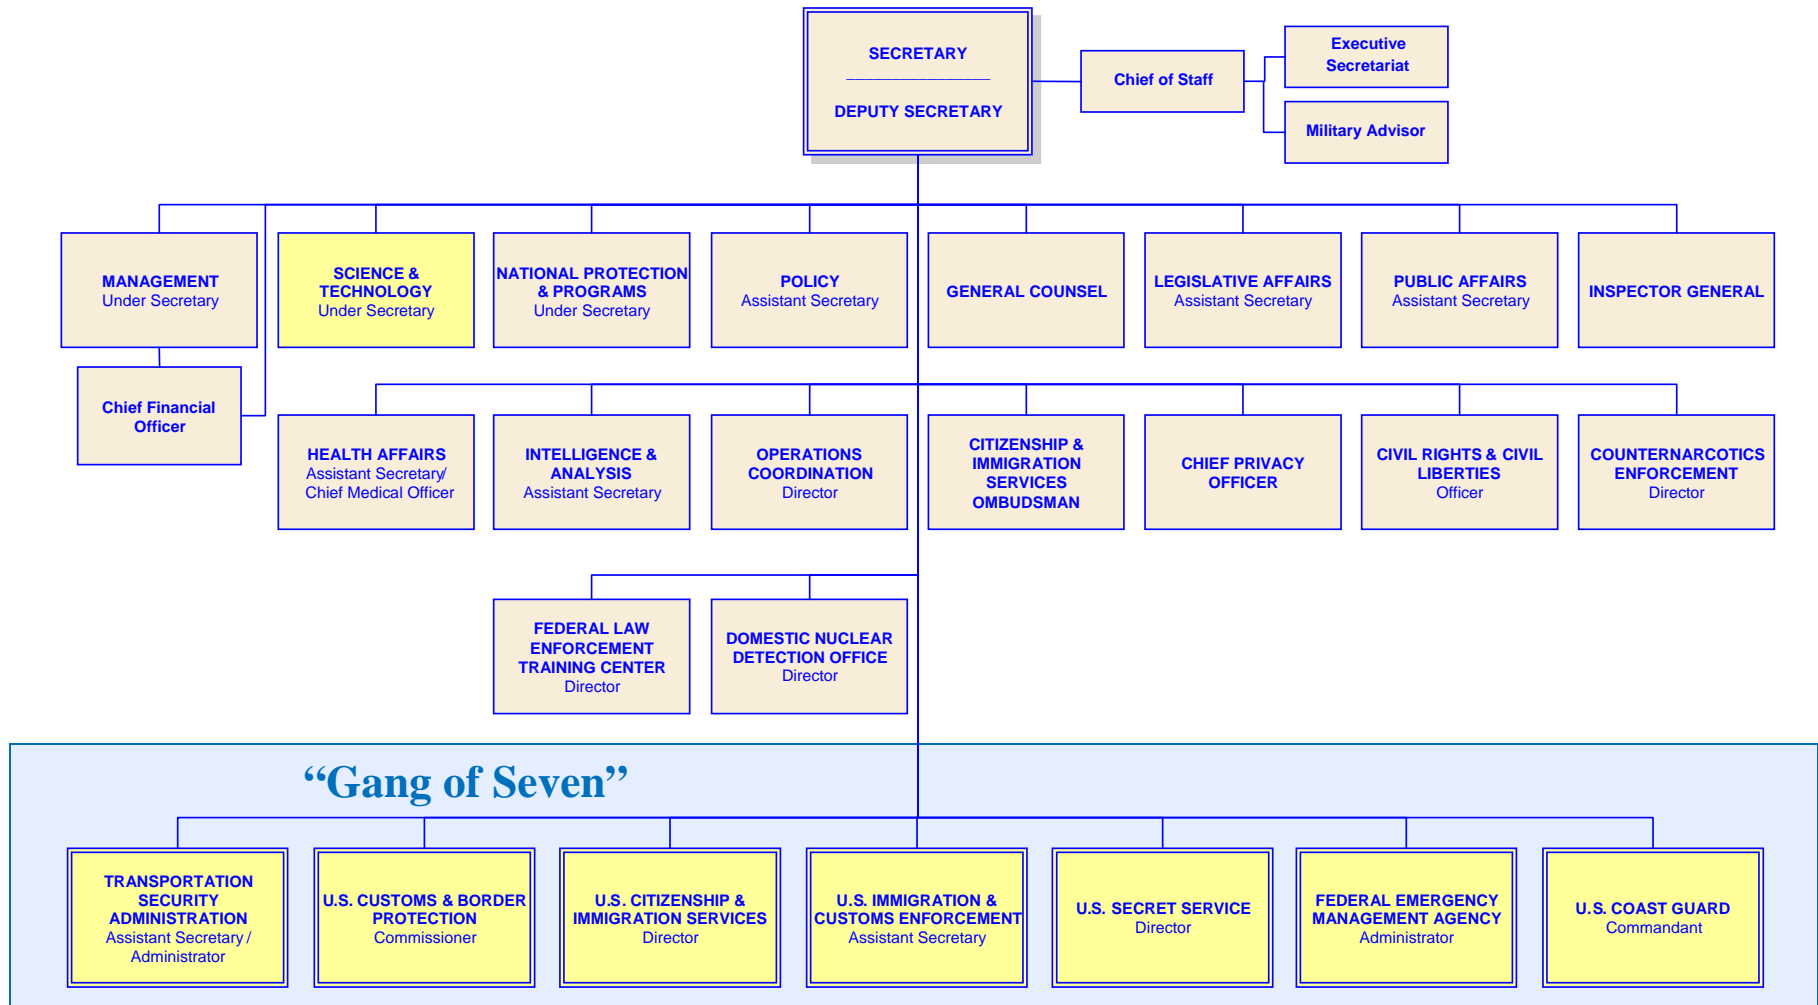 SECRETARY
________________
DEPUTY SECRETARY
Chief of Staff
Executive
Secretariat
Military Advisor
MANAGEMENT
Under Secretary
SCIENCE &
TECHNOLOGY
Under Secretary
NATIONAL PROTECTION
& PROGRAMS
Under Secretary
POLICY
Assistant Secretary
GENERAL COUNSEL
LEGISLATIVE AFFAIRS
Assistant Secretary
PUBLIC AFFAIRS
Assistant Secretary
INSPECTOR GENERAL
Chief Financial
Officer
HEALTH AFFAIRS
Assistant Secretary/
Chief Medical Officer
INTELLIGENCE &
ANALYSIS
Assistant Secretary
OPERATIONS
COORDINATION
Director
CITIZENSHIP &
IMMIGRATION
SERVICES
OMBUDSMAN
CHIEF PRIVACY
OFFICER
CIVIL RIGHTS & CIVIL
LIBERTIES
Officer
COUNTERNARCOTICS
ENFORCEMENT
Director
FEDERAL LAW
ENFORCEMENT
TRAINING CENTER
Director
DOMESTIC NUCLEAR
DETECTION OFFICE
Director
“Gang of Seven”
TRANSPORTATION
SECURITY
ADMINISTRATION
Assistant Secretary /
Administrator
U.S. CUSTOMS & BORDER
PROTECTION
Commissioner
U.S. CITIZENSHIP &
IMMIGRATION SERVICES
Director
U.S. IMMIGRATION &
CUSTOMS ENFORCEMENT
Assistant Secretary
U.S. SECRET SERVICE
Director
FEDERAL EMERGENCY
MANAGEMENT AGENCY
Administrator
U.S. COAST GUARD
Commandant